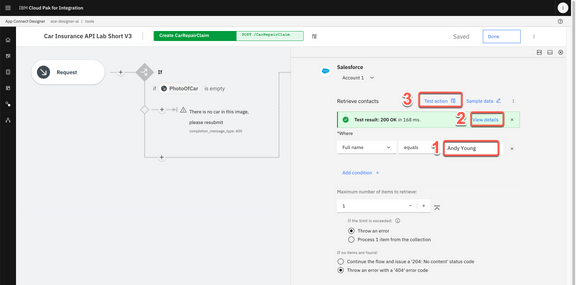 IBM Cloud Pak for Integration
App Connect Designer / ace-designer-ai / tools
Car Insurance API Lab Short V3
Create CarRepairClaim
POST /CarRepairClaim
Saved
Done
Request
If
if PhotoOfCar is empty
There is no car in this image,
please resubmit
completion_message_type: 400
Salesforce
Account 1
Retrieve contacts
3
Test action
Sample data
Test result: 200 OK in 168 ms.
2
View details
*Where
Full name
equals
1
Andy Young
Add condition +
Maximum number of items to retrieve:
1
If the limit is exceeded:
Throw an error
Process 1 item from the collection
If no items are found:
Continue the flow and issue a '204: No content' status code
Throw an error with a '404' error code